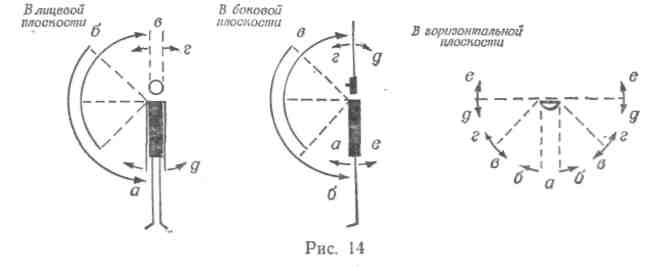 В лицевой
плоскости
б
в
г
а
д
В боковой
плоскости
в
г
д
а
е
б
В горизонтальной
плоскости
е
е
д
д
г
г
в
в
б
а
б
Рис. 14